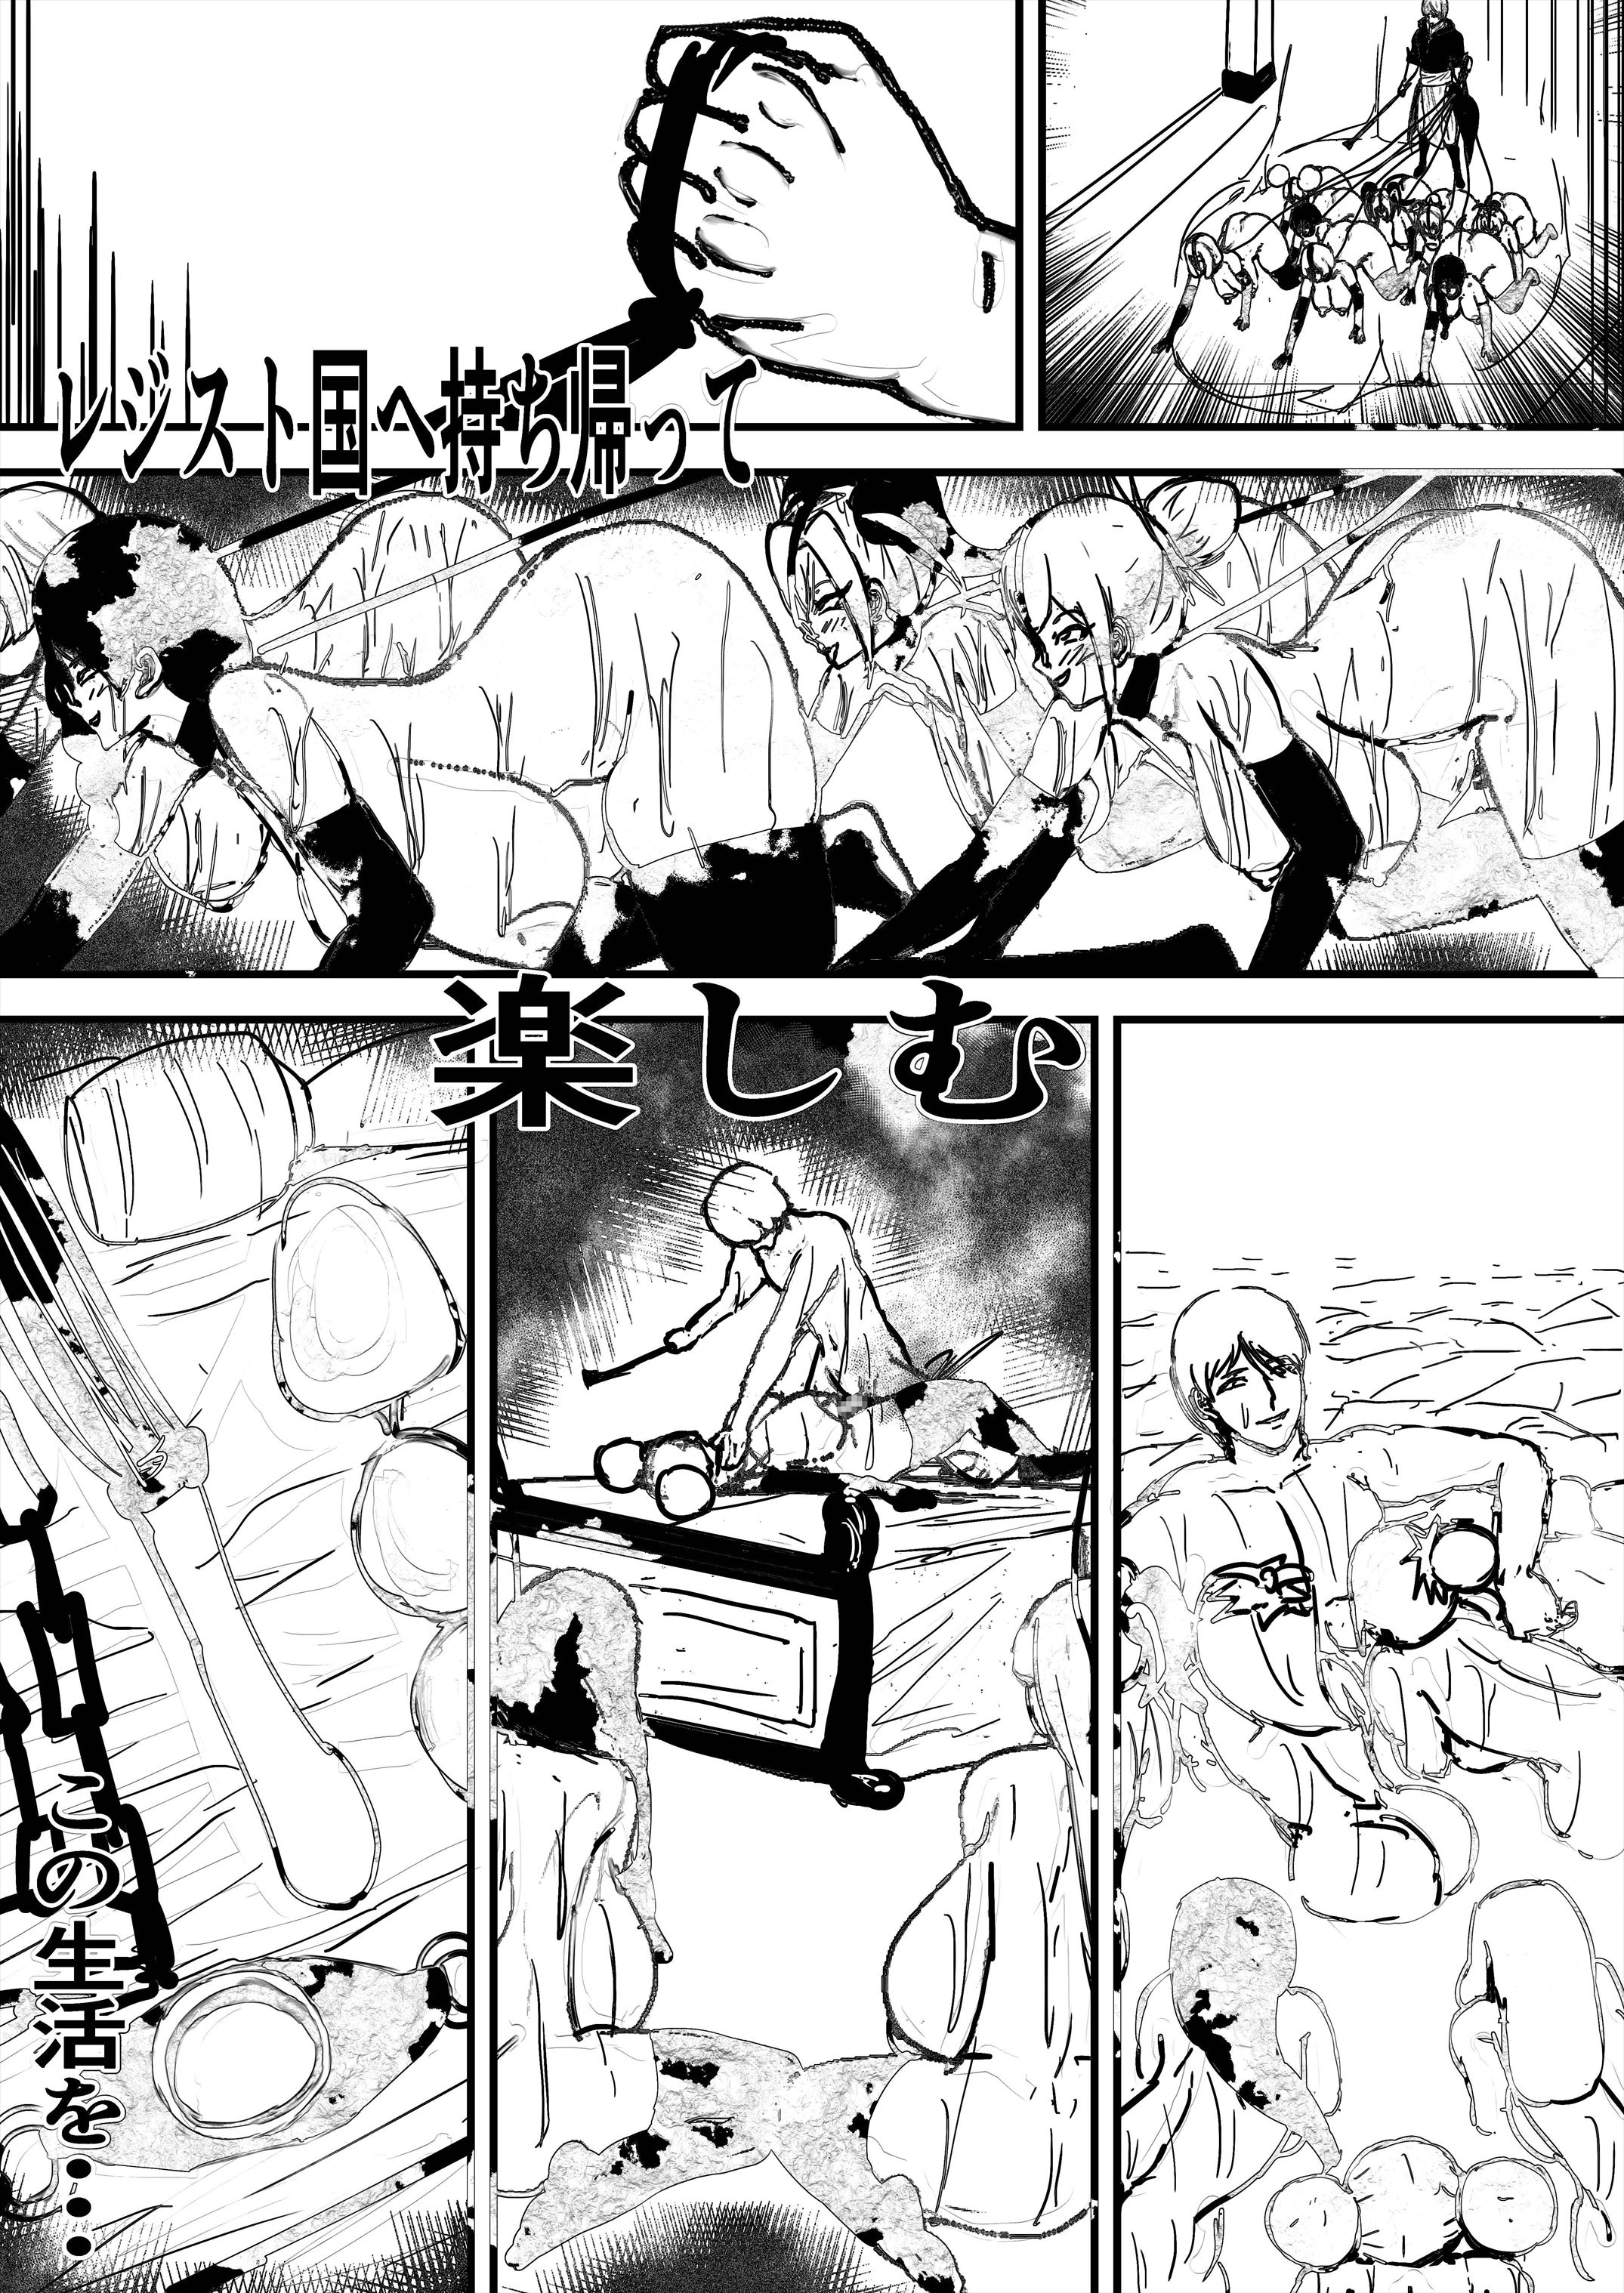 レジスト国へ持ち帰って
楽しむ
この生活を……